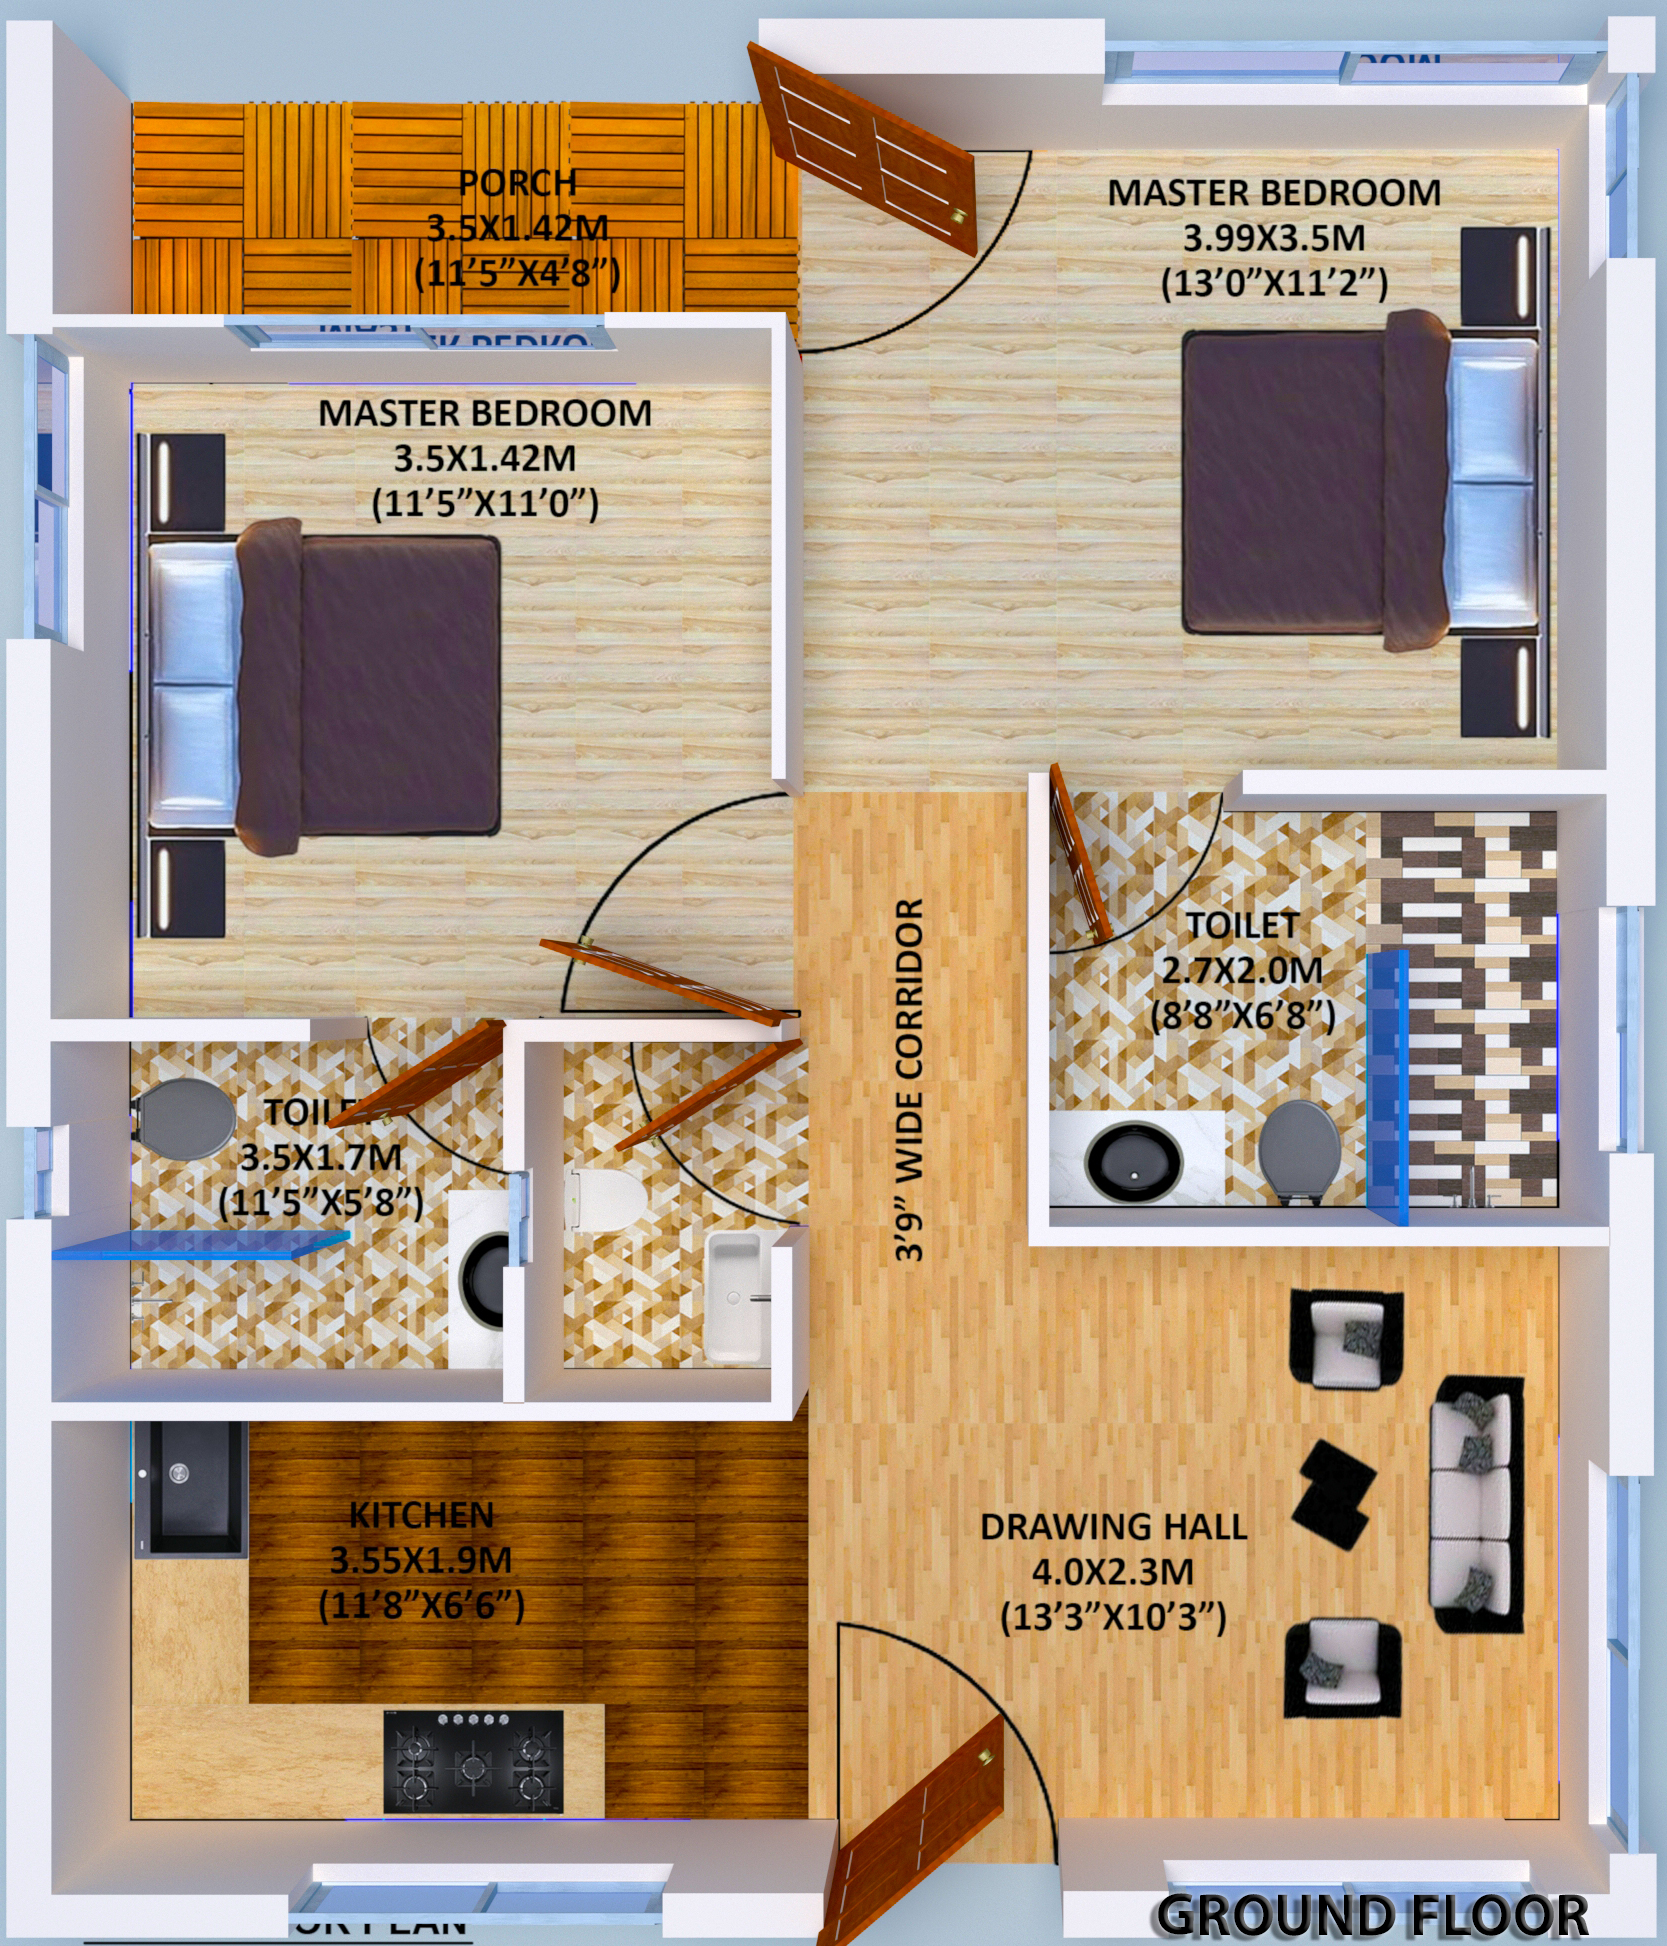 PORCH
3.5X1.42M
(11'5”X4'8”)
MASTER BEDROOM
3.99X3.5M
(13'0”X11'2”)
MASTER BEDROOM
3.5X1.42M
(11'5”X11'0”)
TOILET
2.7X2.0M
(8'8”X6'8”)
3'9” WIDE CORRIDOR
TOILET
3.5X1.7M
(11'5”X5'8”)
KITCHEN
3.55X1.9M
(11'8”X6'6”)
DRAWING HALL
4.0X2.3M
(13'3”X10'3”)
PLAN
GROUND FLOOR